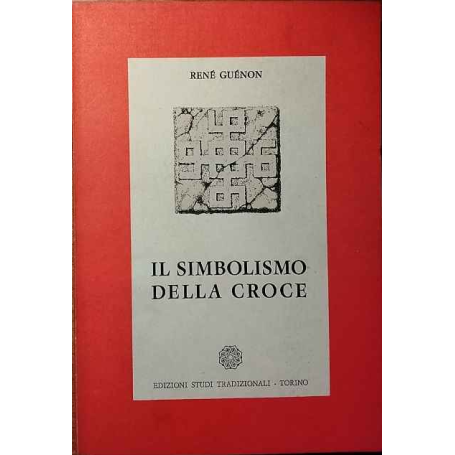 RENÉ GUÉNON
IL SIMBOLISMO
DELLA CROCE
EDIZIONI STUDI TRADIZIONALI - TORINO